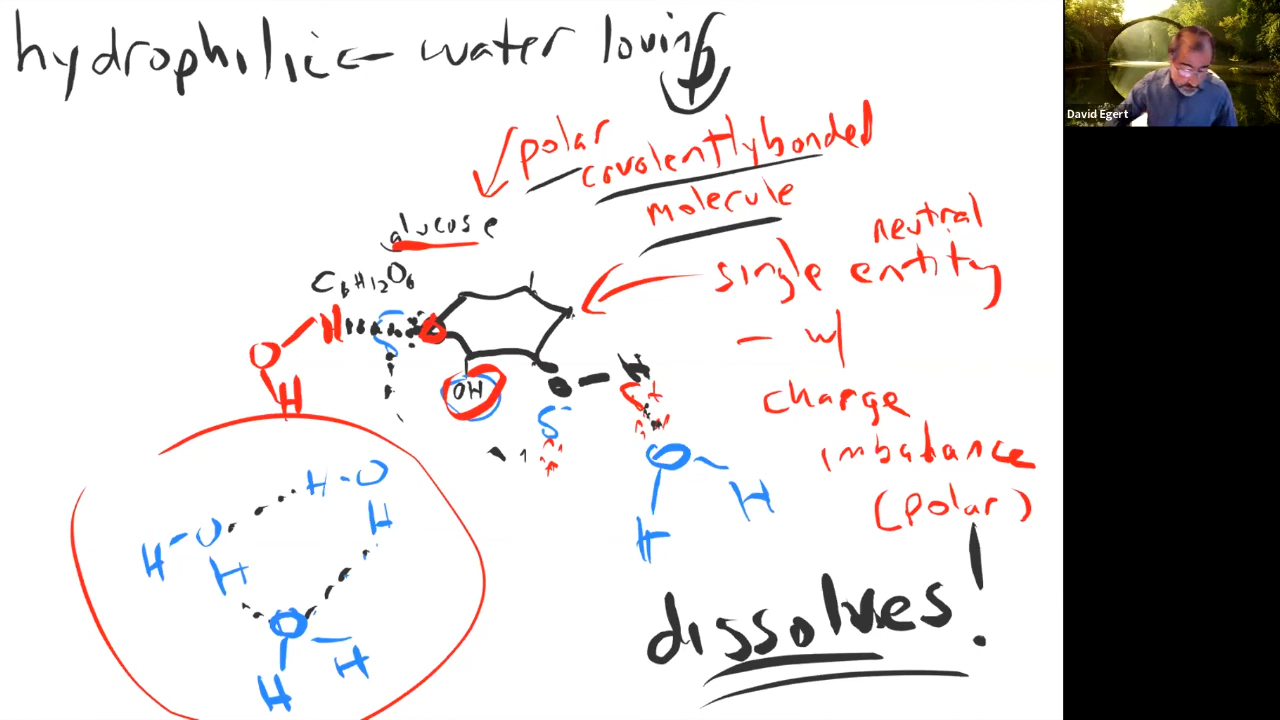 hydrophilic - water loving
David Egert
polar
covalently bonded
molecule
glucose
neutral
single entity
C6H12O6
δ-
O
H
H
- w/
OH
O
H
δ+
δ-
charge
imbalance
(polar)
O
H
H
H-O
H
H-O
H
O
H
H
dissolves!